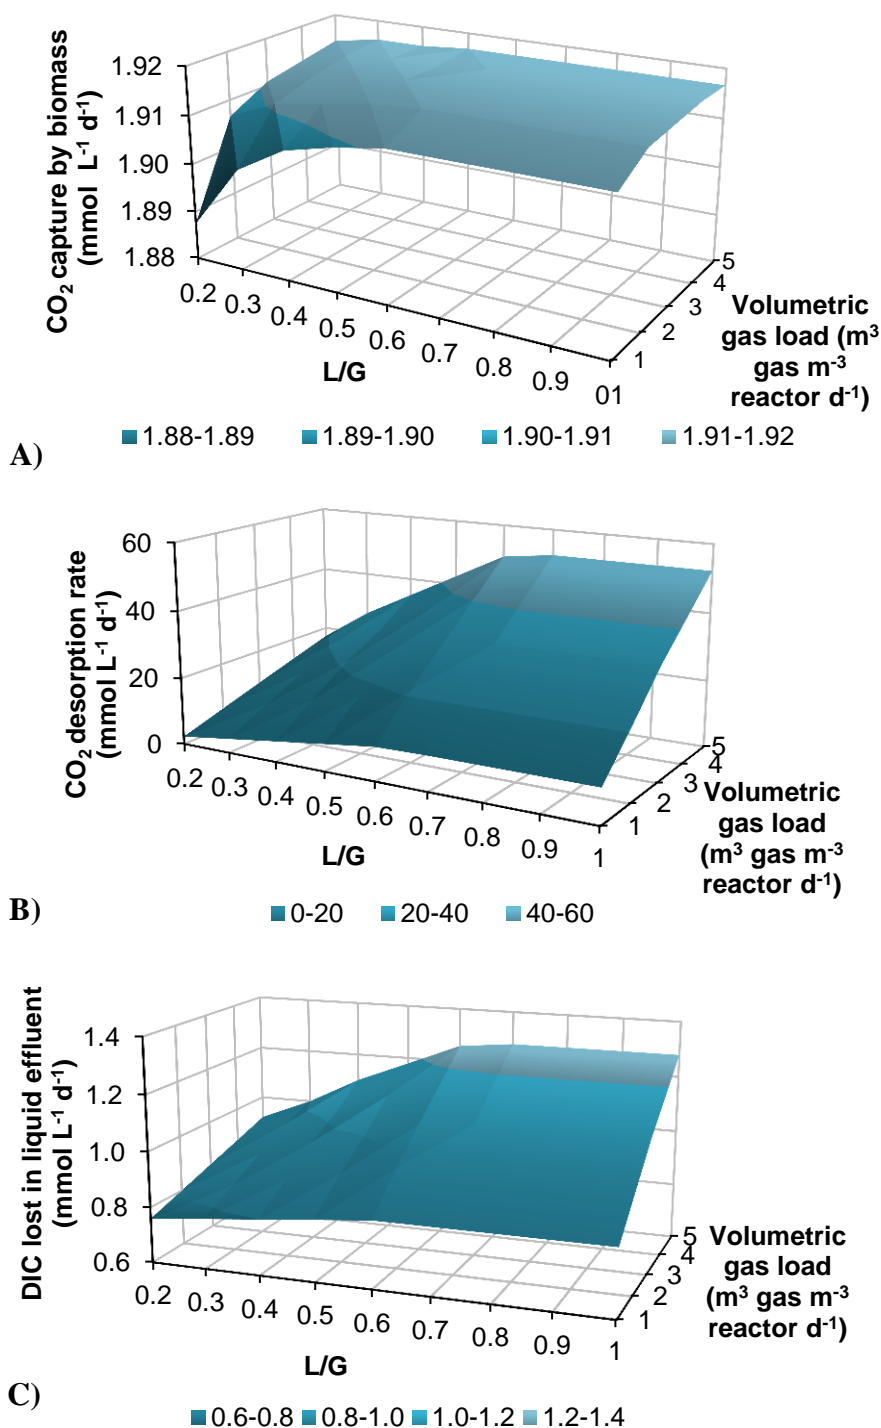 CO₂ capture by biomass
(mmol L⁻¹ d⁻¹)
1.92
1.91
1.90
1.89
1.88
0.2
0.3
0.4
0.5
0.6
0.7
0.8
0.9
01
L/G
1
2
3
4
5
Volumetric
gas load (m³
gas m⁻³
reactor d⁻¹)
1.88-1.89 1.89-1.90 1.90-1.91 1.91-1.92
A)
CO₂ desorption rate
(mmol L⁻¹ d⁻¹)
60
40
20
0
0.2
0.3
0.4
0.5
0.6
0.7
0.8
0.9
1
L/G
1
2
3
4
5
Volumetric
gas load
(m³ gas m⁻³
reactor d⁻¹)
B)
0-20 20-40 40-60
DIC lost in liquid effluent
(mmol L⁻¹ d⁻¹)
1.4
1.2
1.0
0.8
0.6
0.2
0.3
0.4
0.5
0.6
0.7
0.8
0.9
1
L/G
1
2
3
4
5
Volumetric
gas load
(m³ gas m⁻³
reactor d⁻¹)
C)
0.6-0.8 0.8-1.0 1.0-1.2 1.2-1.4